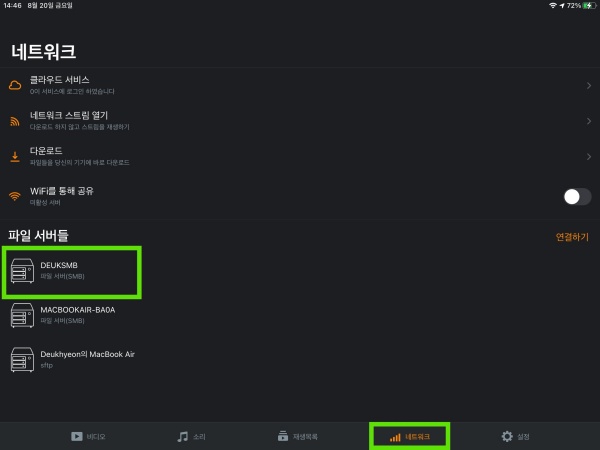 14:46 8월 20일 금요일 72%
네트워크
클라우드 서비스
0이 서비스에 로그인 하였습니다
네트워크 스트림 열기
다운로드 하지 않고 스트림을 재생하기
다운로드
파일들을 당신의 기기에 바로 다운로드
WiFi를 통해 공유
미활성 서버
파일 서버들 연결하기
DEUKSMB
파일 서버(SMB)
MACBOOKAIR-BA0A
파일 서버(SMB)
Deukhyeon의 MacBook Air
sftp
비디오 소리 재생목록 네트워크 설정